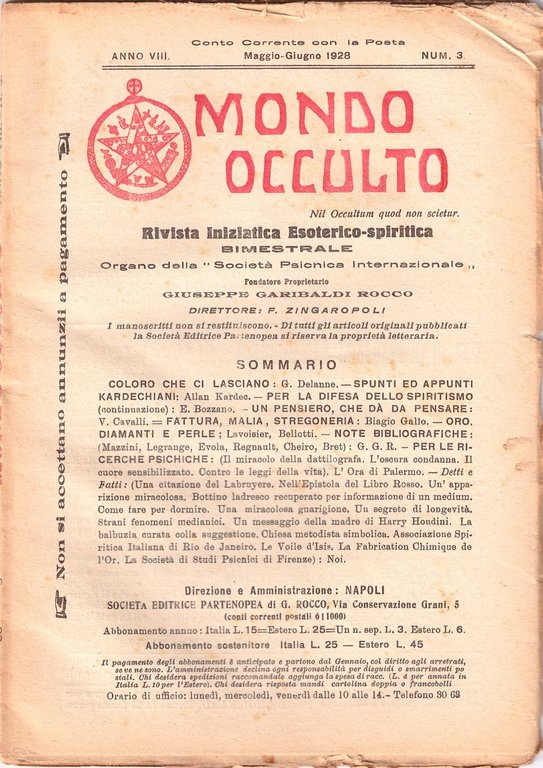 Conto Corrente con la Posta
ANNO VIII. Maggio-Giugno 1928 NUM. 3
MONDO
OCCULTO
Nil Occultum quod non scietur.
Rivista Iniziatica Esoterico-spiritica
BIMESTRALE
Organo della " Società Psichica Internazionale „
Fondatore Proprietario
GIUSEPPE GARIBALDI ROCCO
DIRETTORE: F. ZINGAROPOLI
I manoscritti non si restituiscono. - Di tutti gli articoli originali pubblicati
la Società Editrice Partenopea si riserva la proprietà letteraria.
Non si accettano annunzii a pagamento
SOMMARIO
COLORO CHE CI LASCIANO : G. Delanne. — SPUNTI ED APPUNTI
KARDECHIANI: Allan Kardec. — PER LA DIFESA DELLO SPIRITISMO
(continuazione) : E. Bozzano. — UN PENSIERO, CHE DÀ DA PENSARE :
V. Cavalli. = FATTURA, MALIA , STREGONERIA : Biagio Gallo. — ORO.
DIAMANTI E PERLE ; Lavoisier, Bellotti. — NOTE BIBLIOGRAFICHE :
(Mazzini, Legrange, Evola, Regnault, Cheiro, Bret) : G. G. R. — PER LE RI-
CERCHE PSICHICHE : (Il miracolo della dattilografa. L'oscura condanna. Il
cuore sensibilizzato. Contro le leggi della vita). L' Ora di Palermo. — Detti e
Fatti : (Una citazione del Labruyere. Nell'Epistola del Libro Rosso. Un' appa-
rizione miracolosa. Bottino ladresco recuperato per informazione di un medium.
Come fare per dormire. Una miracolosa guarigione. Un segreto di longevità.
Strani fenomeni medianici. Un messaggio della madre di Harry Houdini. La
balbuzia curata colla suggestione. Chiesa metodista simbolica. Associazione Spi-
ritica Italiana di Rio de Janeiro. Le Voile d'Isis. La Fabrication Chimique de
l'Or. La Società di Studi Psichici di Firenze) : Noi.
Direzione e Amministrazione : NAPOLI
SOCIETA EDITRICE PARTENOPEA di G. ROCCO, Via Conservazione Grani, 5
(conti correnti postali 6|1000)
Abbonamento annuo : Italia L. 15=Estero L. 25=Un n. sep. L. 3, Estero L. 6.
Abbonamento sostenitore Italia L. 25 — Estero L. 45
Il pagamento degli abbonamenti è anticipato e partono dal Gennaio, col diritto agli arretrati,
se ve ne sono. L'amministrazione declina ogni responsabilità per disguidi o smarrimenti po
stali. Chi desidera spedizioni raccomandate aggiunga la spesa di racc. (L. 4 per annata in
Italia L. 10 per l'Estero). Chi desidera risposta mandi cartolina doppia o francobolli
Orario di ufficio: lunedì, mercoledì, venerdì dalle 10 alle 14.- Telefono 80 63